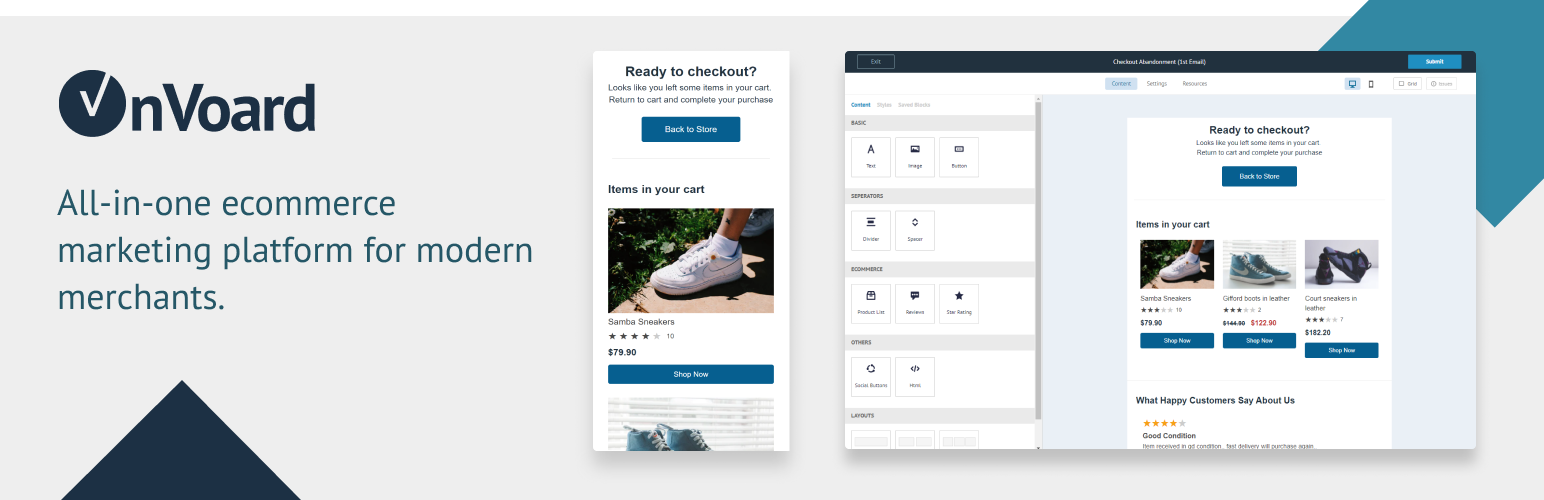 OnVoard
All-in-one ecommerce
marketing platform for modern
merchants.
Ready to checkout?
Looks like you left some items in your cart.
Return to cart and complete your purchase
Back to Store
Items in your cart
Samba Sneakers
10
$79.90
Shop Now
Exit
Checkout Abandonment (1st Email)
Submit
Content Settings Resources
Grid
Content Styles Saved Blocks
BASIC
Text Image Button
SEPERATORS
Divider Spacer
ECOMMERCE
Product List Reviews Star Rating
OTHERS
Social Buttons Html
LAYOUTS
Ready to checkout?
Looks like you left some items in your cart.
Return to cart and complete your purchase
Back to Store
Items in your cart
Samba Sneakers
19
$79.90
Shop Now
Gifford boots in leather
2
$144.90 $122.90
Shop Now
Court sneakers in
leather
7
$182.20
Shop Now
What Happy Customers Say About Us
Good Condition
Item received in gd condition.. fast delivery will purchase again..